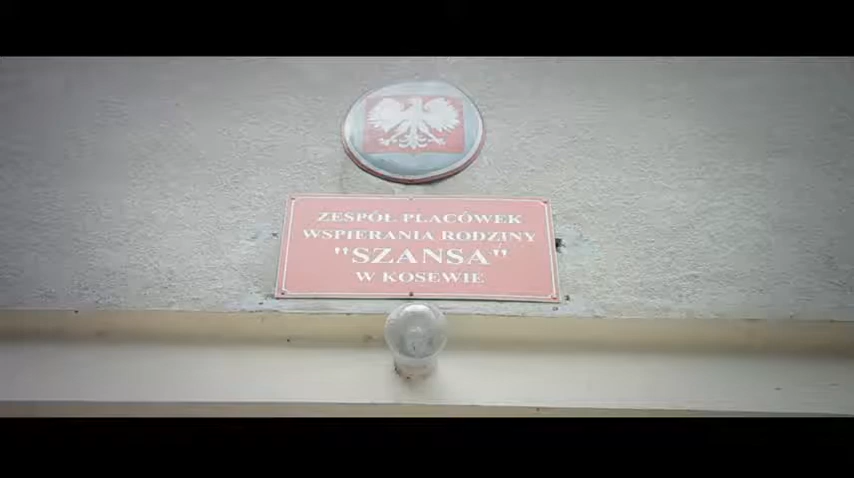 ZESPÓŁ PLACÓWEK
WSPIERANIA RODZINY
"SZANSA"
W KOSEWIE